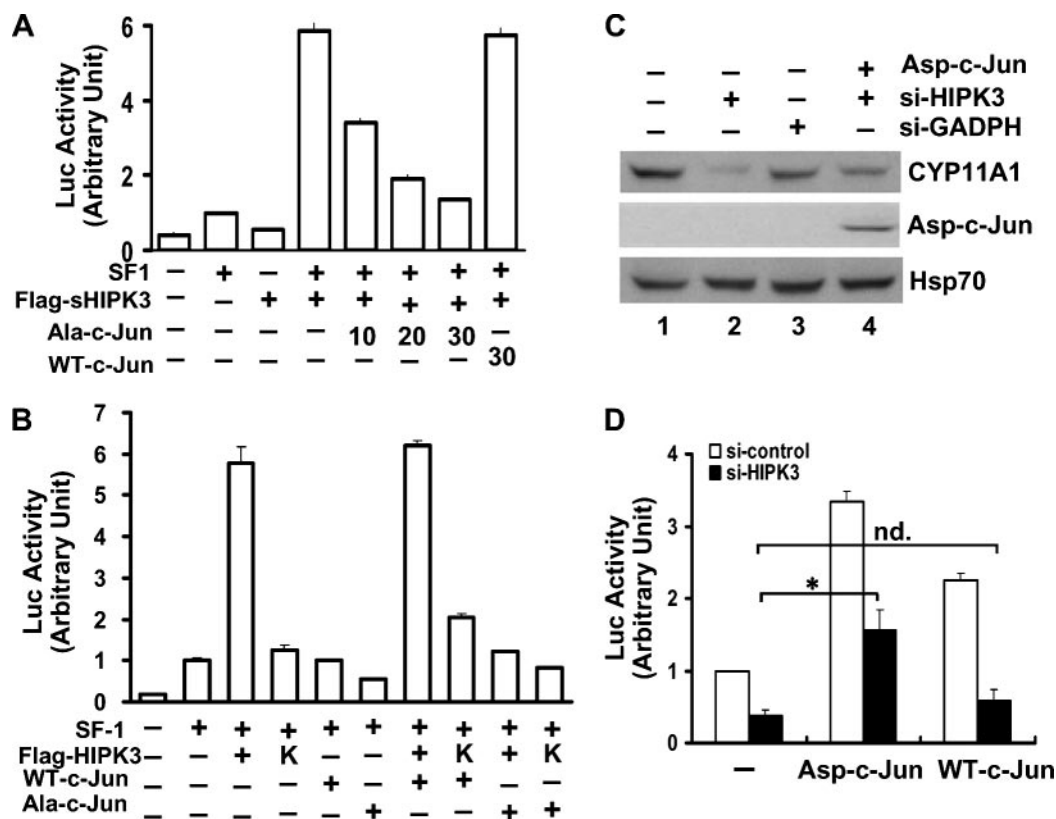 A
Luc Activity
(Arbitrary Unit)
6
4
2
0
SF1 – + – + + + + +
Flag-sHIPK3 – – + + + + + +
Ala-c-Jun – – – – 10 20 30 –
WT-c-Jun – – – – – – – 30
B
Luc Activity
(Arbitrary Unit)
7
6
5
4
3
2
1
0
SF-1 – + + + + + + + + +
Flag-HIPK3 – – + K – – + K + K
WT-c-Jun – – – – + – + + – –
Ala-c-Jun – – – – – + – – + +
C
– – – + Asp-c-Jun
– + – + si-HIPK3
– – + – si-GADPH
CYP11A1
Asp-c-Jun
Hsp70
1 2 3 4
D
si-control
si-HIPK3
Luc Activity
(Arbitrary Unit)
4
3
2
1
0
nd.
*
– Asp-c-Jun WT-c-Jun